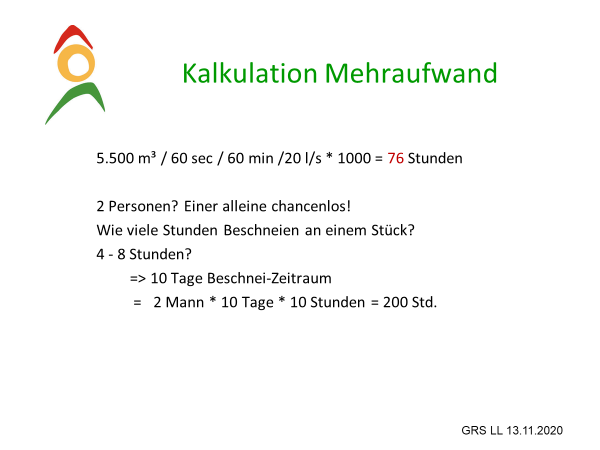 Kalkulation Mehraufwand
5.500 m³ / 60 sec / 60 min /20 l/s * 1000 = 76 Stunden
2 Personen? Einer alleine chancenlos!
Wie viele Stunden Beschneien an einem Stück?
4 - 8 Stunden?
=> 10 Tage Beschnei-Zeitraum
= 2 Mann * 10 Tage * 10 Stunden = 200 Std.
GRS LL 13.11.2020